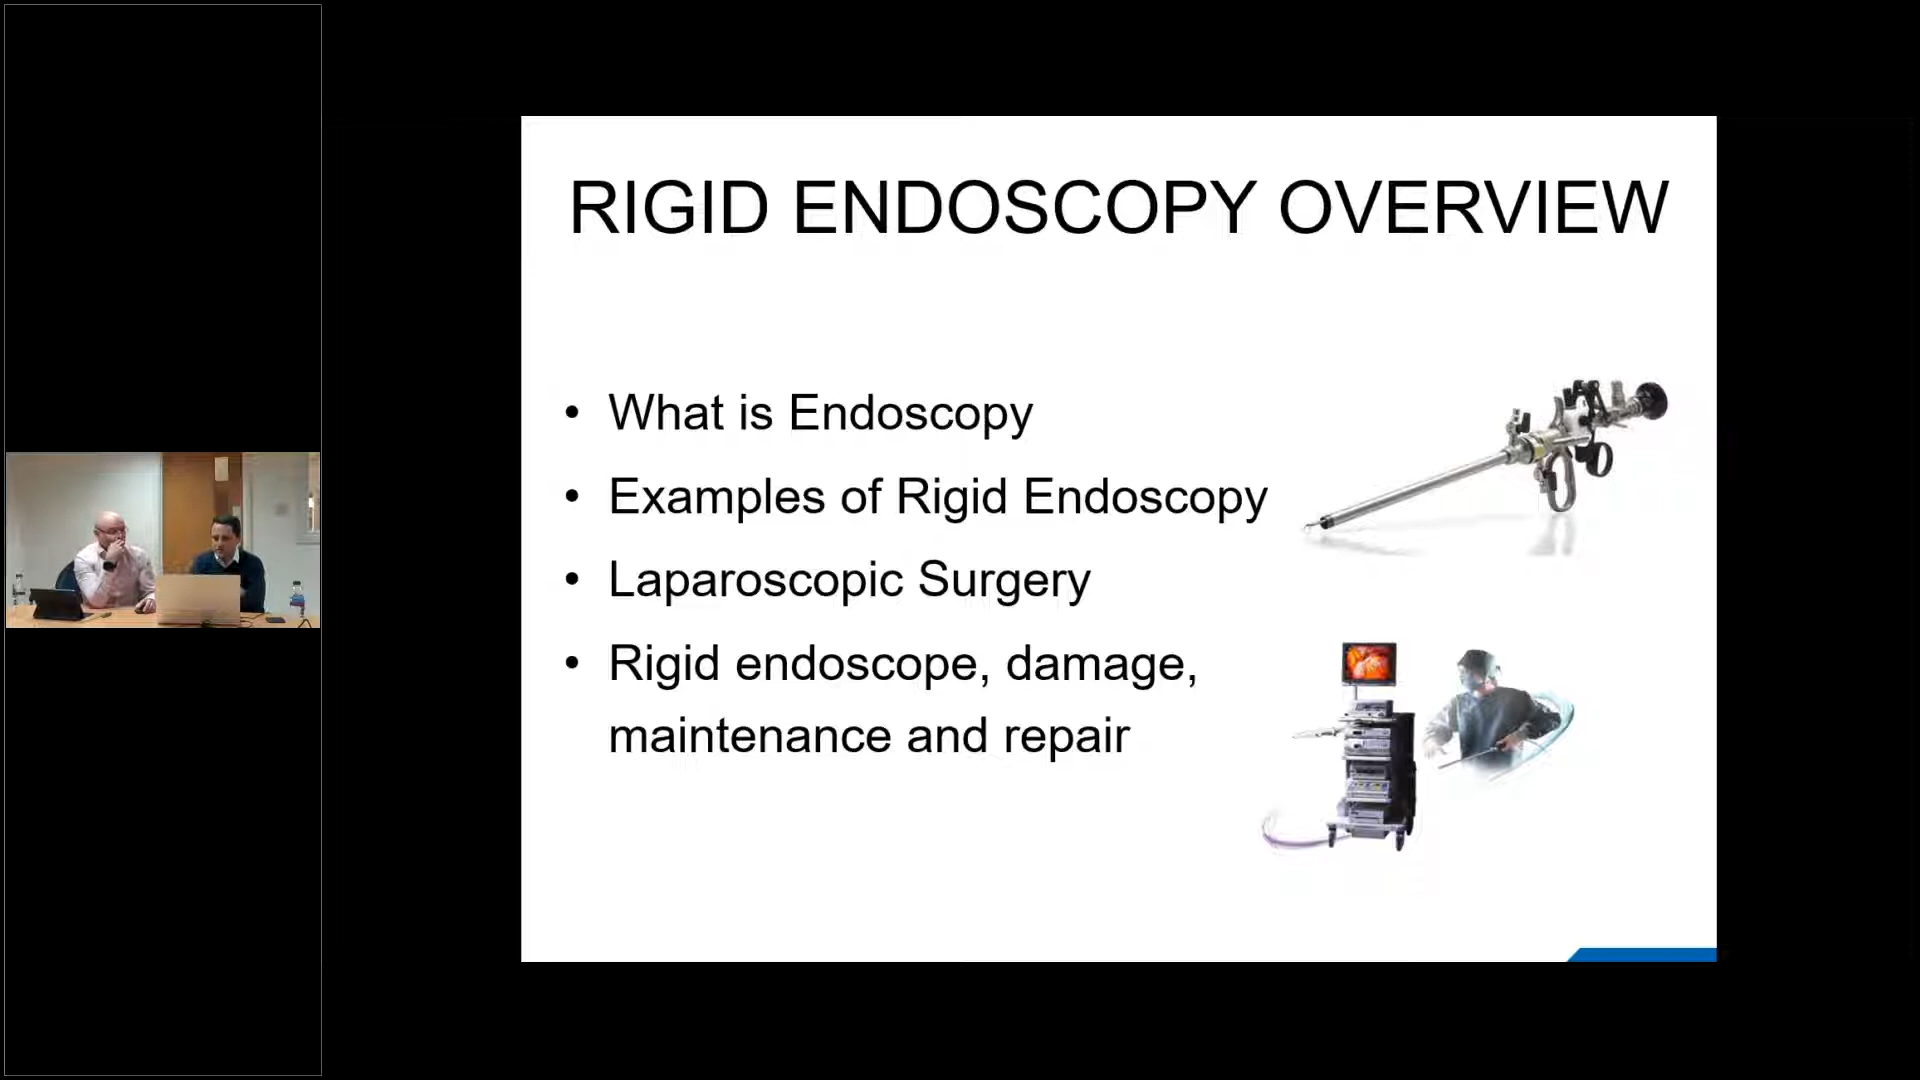 RIGID ENDOSCOPY OVERVIEW
• What is Endoscopy
• Examples of Rigid Endoscopy
• Laparoscopic Surgery
• Rigid endoscope, damage,
maintenance and repair